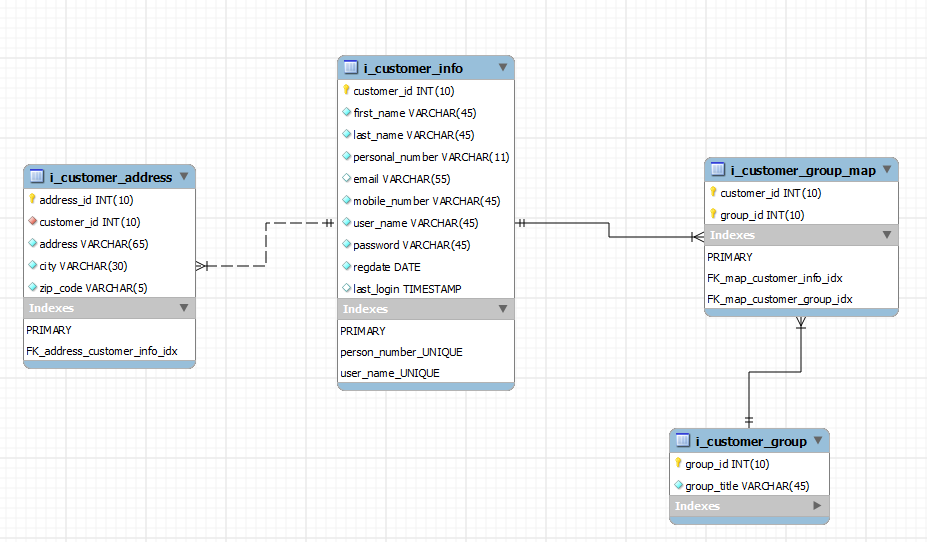 i_customer_info
customer_id INT(10)
first_name VARCHAR(45)
last_name VARCHAR(45)
personal_number VARCHAR(11)
email VARCHAR(55)
mobile_number VARCHAR(45)
user_name VARCHAR(45)
password VARCHAR(45)
regdate DATE
last_login TIMESTAMP
Indexes
PRIMARY
person_number_UNIQUE
user_name_UNIQUE
i_customer_address
address_id INT(10)
customer_id INT(10)
address VARCHAR(65)
city VARCHAR(30)
zip_code VARCHAR(5)
Indexes
PRIMARY
FK_address_customer_info_idx
i_customer_group_map
customer_id INT(10)
group_id INT(10)
Indexes
PRIMARY
FK_map_customer_info_idx
FK_map_customer_group_idx
i_customer_group
group_id INT(10)
group_title VARCHAR(45)
Indexes